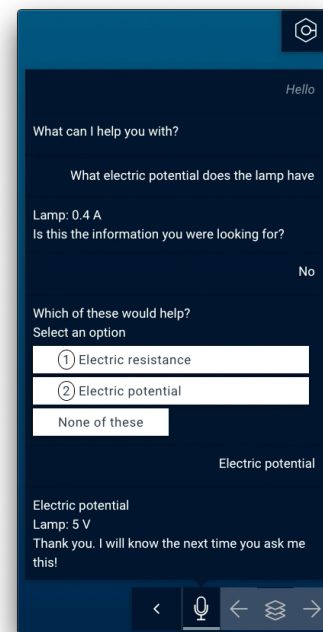 Hello
What can I help you with?
What electric potential does the lamp have
Lamp: 0.4 A
Is this the information you were looking for?
No
Which of these would help?
Select an option
1 Electric resistance
2 Electric potential
None of these
Electric potential
Electric potential
Lamp: 5 V
Thank you. I will know the next time you ask me
this!